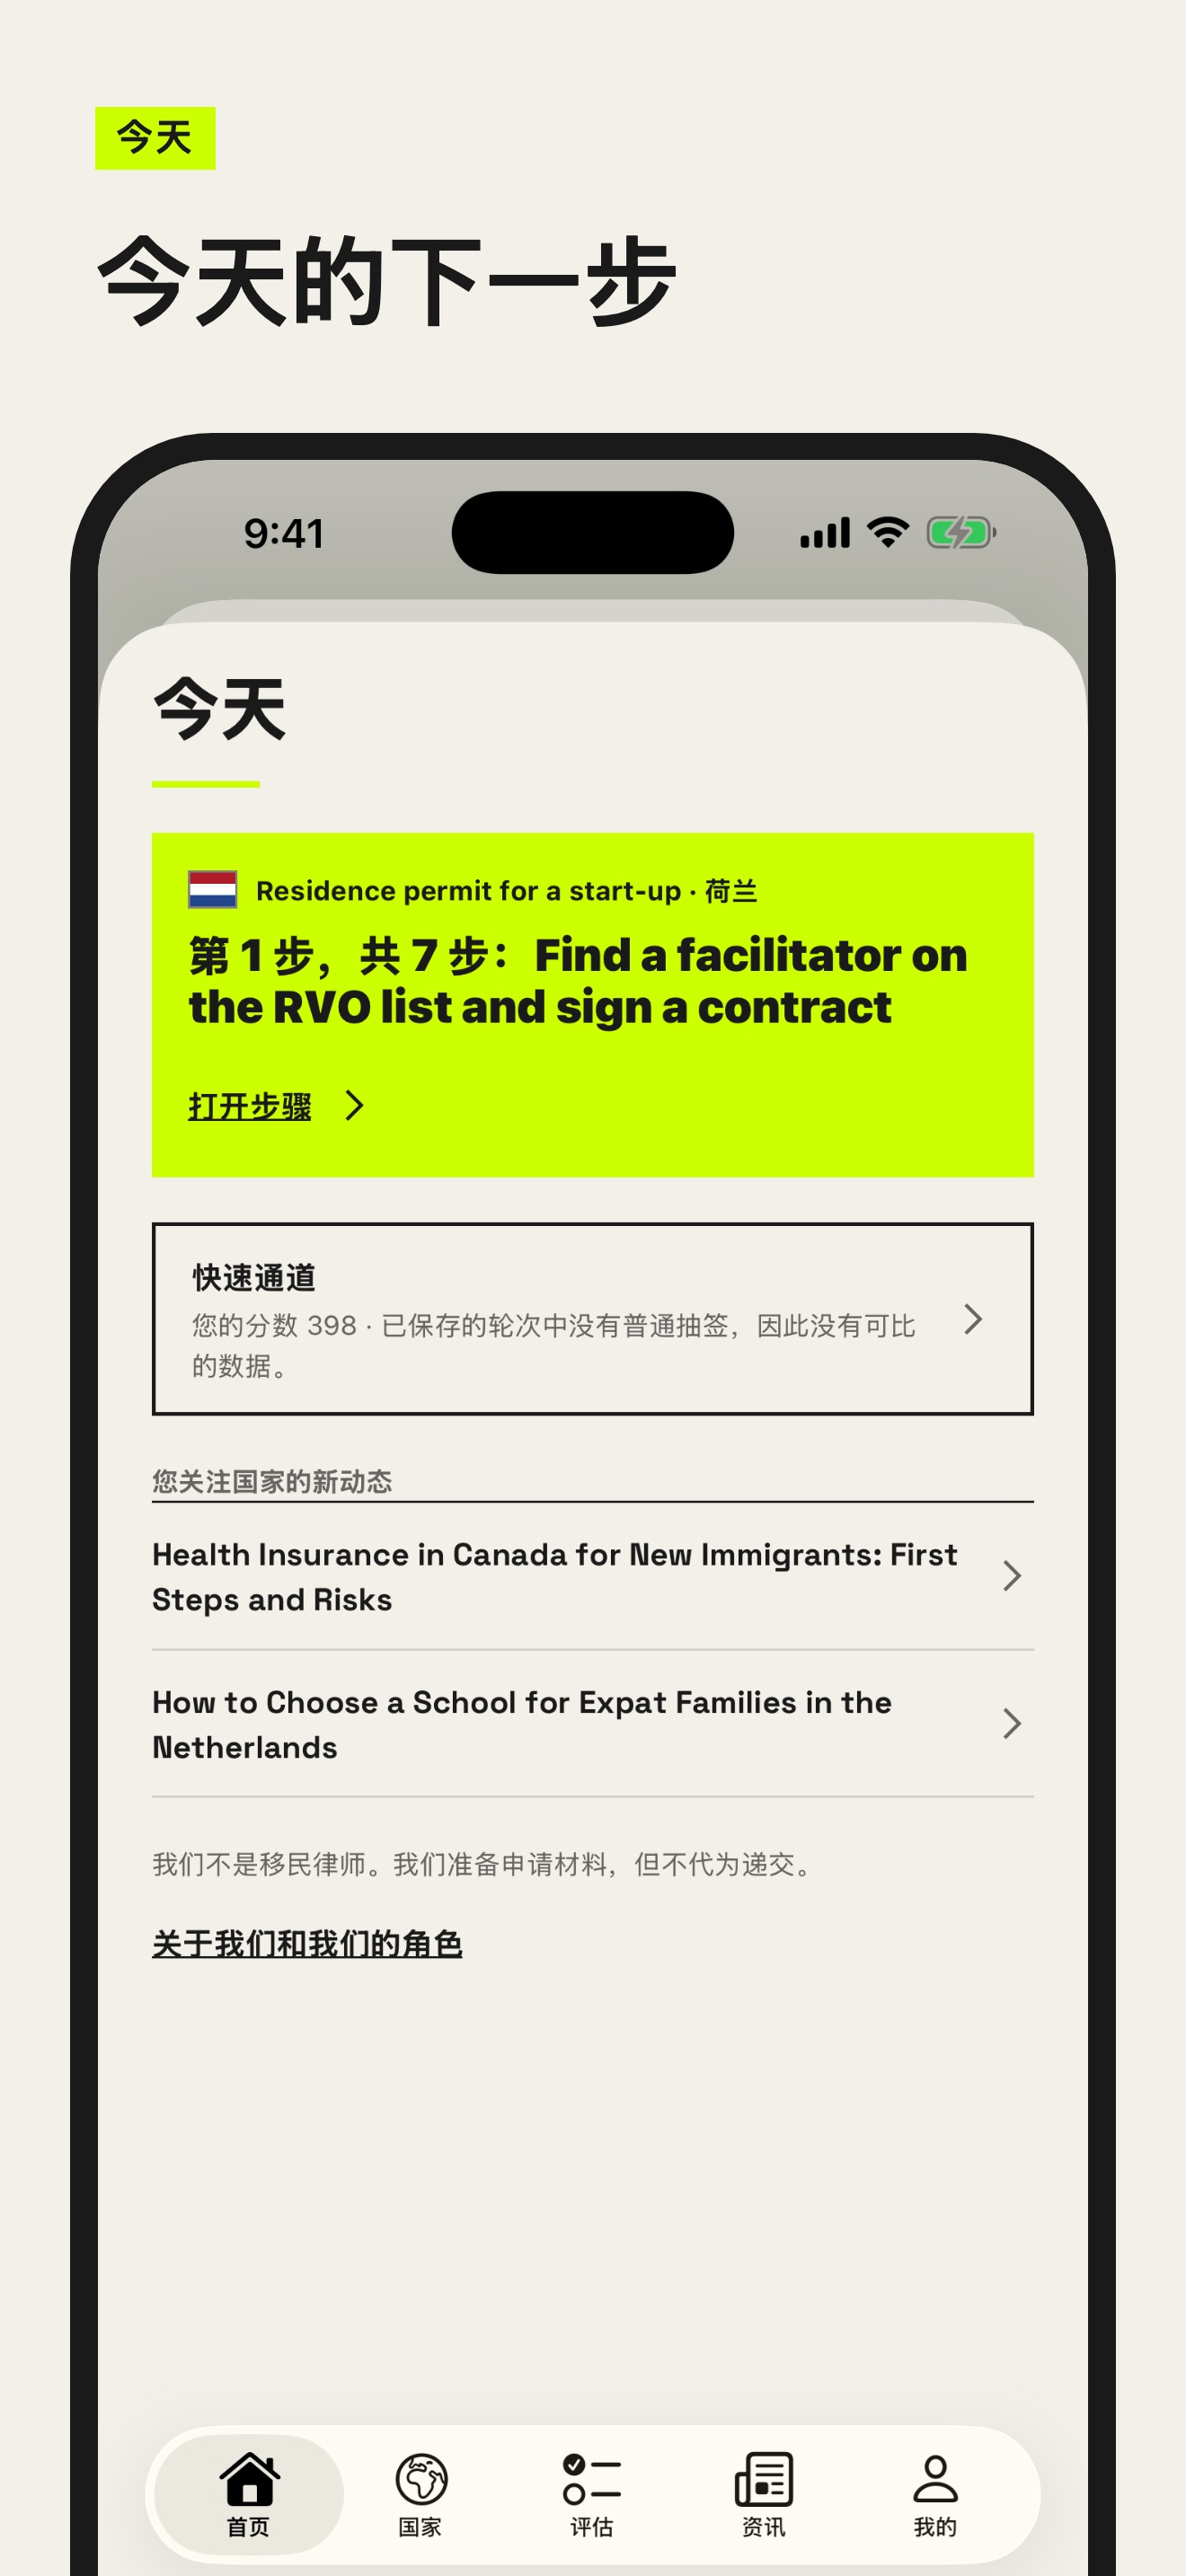 今天
今天的下一步
9:41
今天
Residence permit for a start-up · 荷兰
第 1 步，共 7 步：Find a facilitator on
the RVO list and sign a contract
打开步骤
快速通道
您的分数 398 · 已保存的轮次中没有普通抽签，因此没有可比
的数据。
您关注国家的新动态
Health Insurance in Canada for New Immigrants: First
Steps and Risks
How to Choose a School for Expat Families in the
Netherlands
我们不是移民律师。我们准备申请材料，但不代为递交。
关于我们和我们的角色
首页 国家 评估 资讯 我的